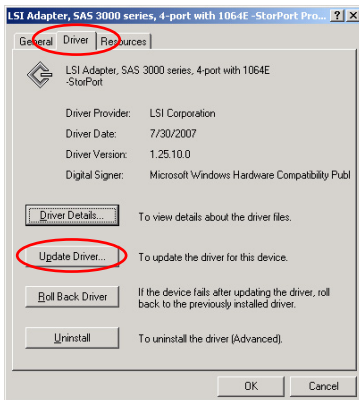 LSI Adapter, SAS 3000 series, 4-port with 1064E -StorPort Pro...
General Driver Resources
LSI Adapter, SAS 3000 series, 4-port with 1064E
-StorPort
Driver Provider: LSI Corporation
Driver Date: 7/30/2007
Driver Version: 1.25.10.0
Digital Signer: Microsoft Windows Hardware Compatibility Publ
Driver Details... To view details about the driver files.
Update Driver... To update the driver for this device.
Roll Back Driver If the device fails after updating the driver, roll
back to the previously installed driver.
Uninstall To uninstall the driver (Advanced).
OK Cancel